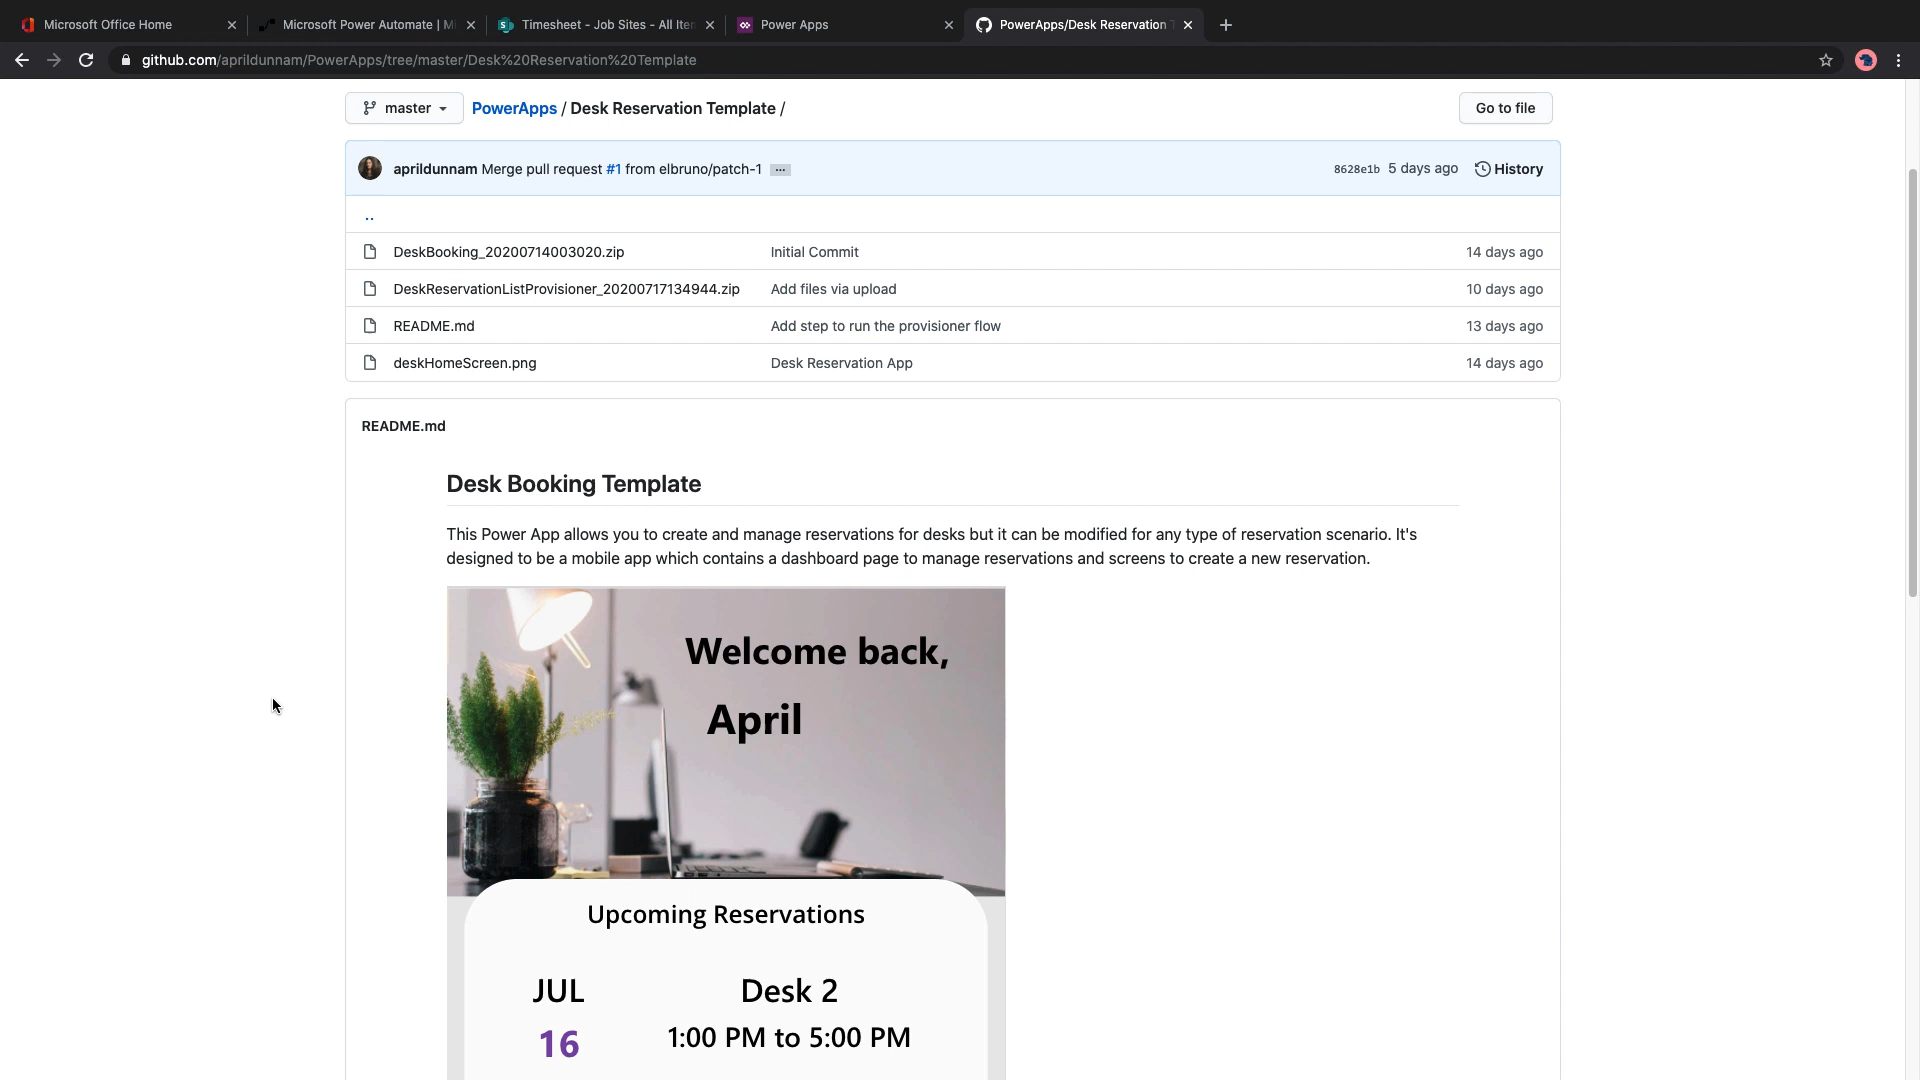 Microsoft Office Home
Microsoft Power Automate | Mi
Timesheet - Job Sites - All Iten
Power Apps
PowerApps/Desk Reservation T
github.com/aprildunnam/PowerApps/tree/master/Desk%20Reservation%20Template
master
PowerApps / Desk Reservation Template /
Go to file
aprildunnam Merge pull request #1 from elbruno/patch-1 ...
8628e1b 5 days ago
History
..
DeskBooking_20200714003020.zip Initial Commit 14 days ago
DeskReservationListProvisioner_20200717134944.zip Add files via upload 10 days ago
README.md Add step to run the provisioner flow 13 days ago
deskHomeScreen.png Desk Reservation App 14 days ago
README.md
Desk Booking Template
This Power App allows you to create and manage reservations for desks but it can be modified for any type of reservation scenario. It's
designed to be a mobile app which contains a dashboard page to manage reservations and screens to create a new reservation.
Welcome back,
April
Upcoming Reservations
JUL Desk 2
16 1:00 PM to 5:00 PM